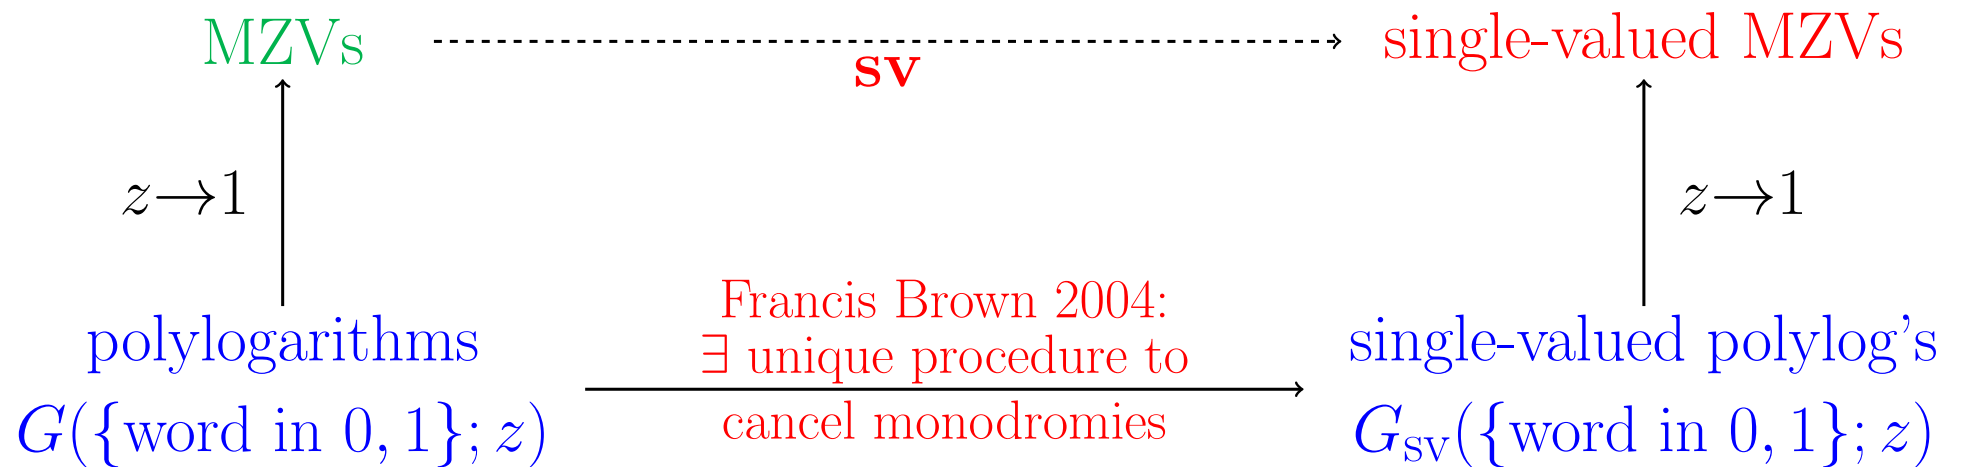 MZVs
sv
single-valued MZVs
z→1
z→1
Francis Brown 2004:
∃ unique procedure to
cancel monodromies
polylogarithms
G({word in 0, 1}; z)
single-valued polylog's
G_sv({word in 0, 1}; z)